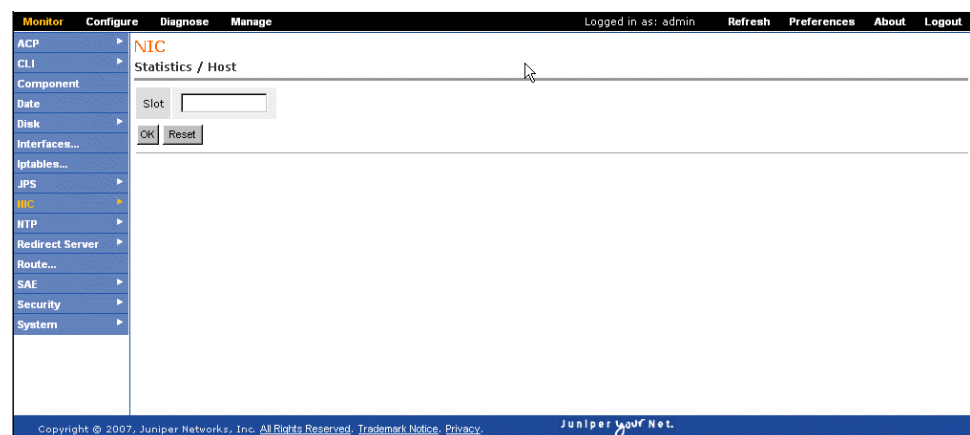 Monitor Configure Diagnose Manage Logged in as: admin Refresh Preferences About Logout
ACP
CLI
Component
Date
Disk
Interfaces...
Iptables...
JPS
NIC
NTP
Redirect Server
Route...
SAE
Security
System
NIC
Statistics / Host
Slot
OK Reset
Copyright © 2007, Juniper Networks, Inc. All Rights Reserved. Trademark Notice. Privacy.
Juniper your Net.